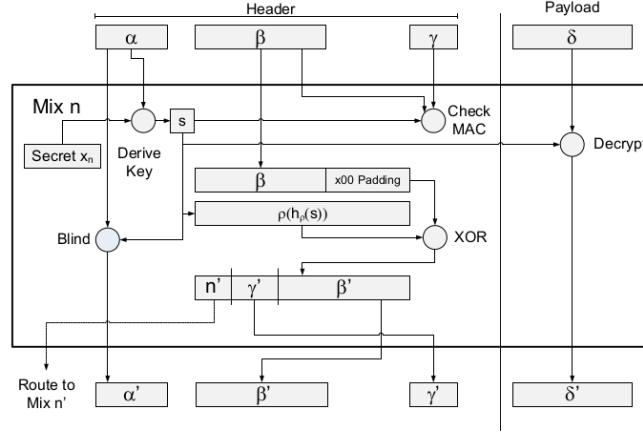 Header
Payload
α
β
γ
δ
Mix n
s
Check
MAC
Secret xn
Derive
Key
Decrypt
β
x00 Padding
ρ(hρ(s))
Blind
XOR
n'
γ'
β'
Route to
Mix n'
α'
β'
γ'
δ'